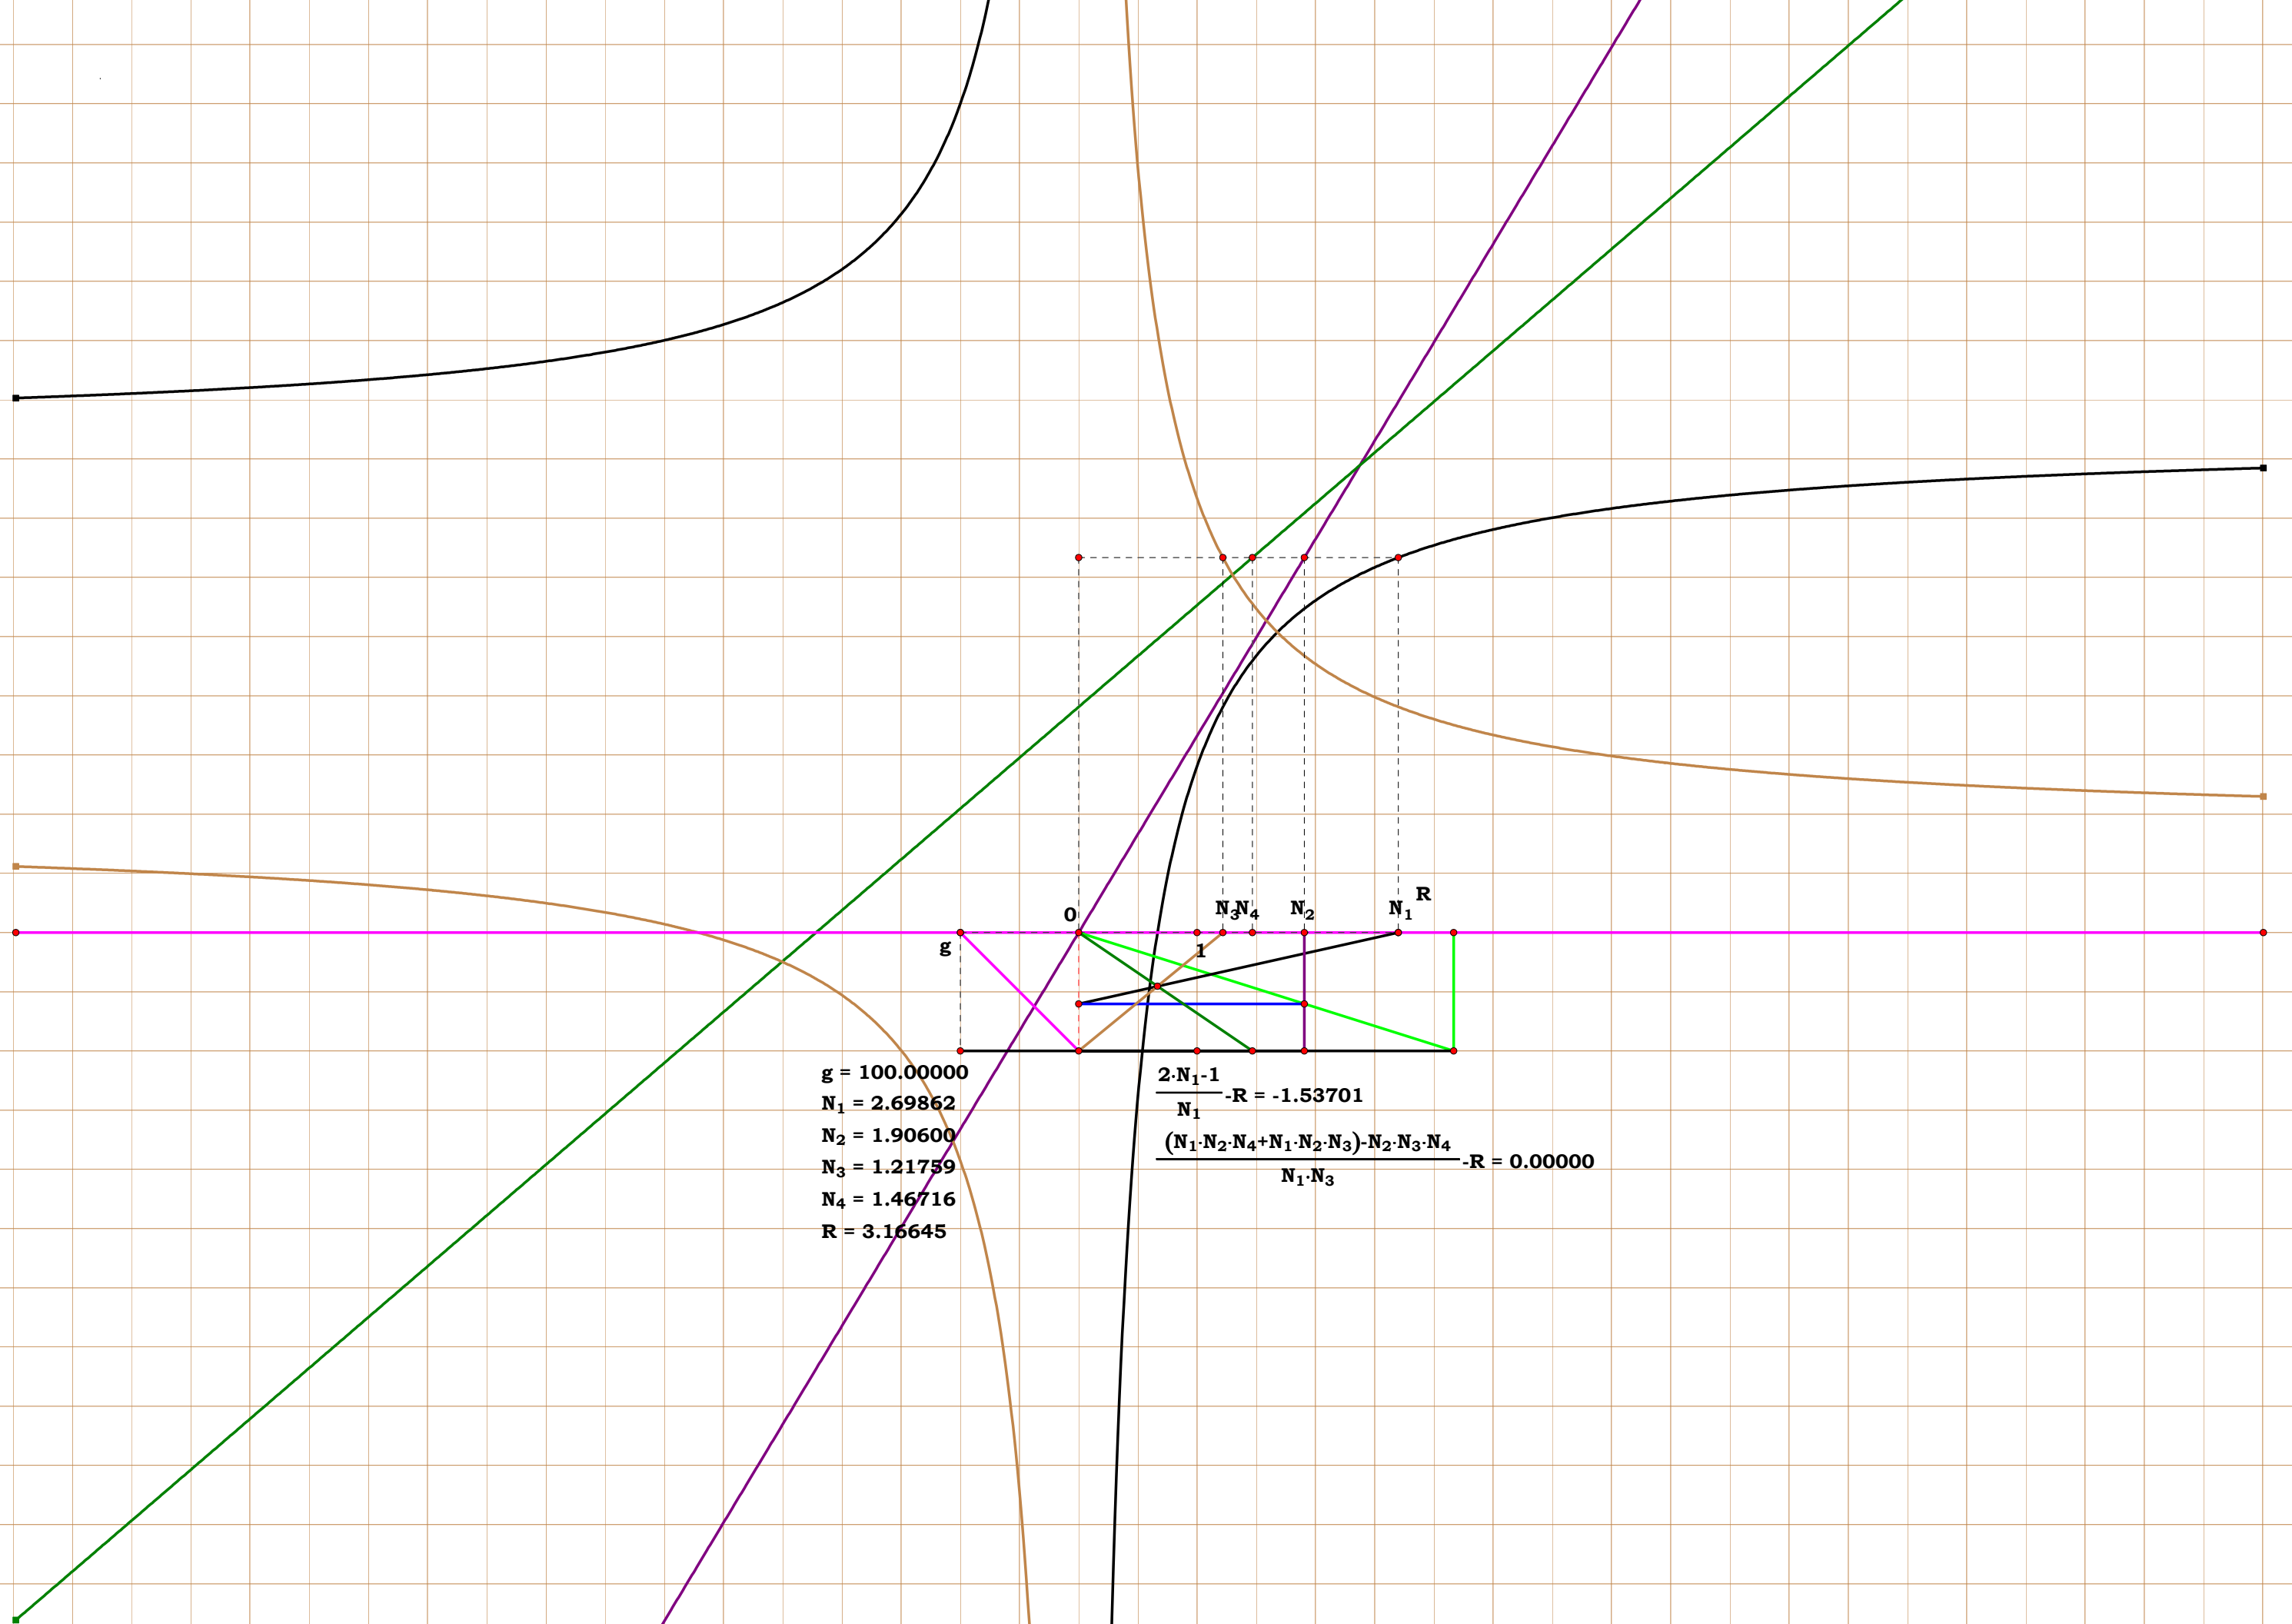 R
0
N₃ N₄ N₂ N₁
g
1
g = 100.00000
N₁ = 2.69862
N₂ = 1.90600
N₃ = 1.21759
N₄ = 1.46716
R = 3.16645
2·N₁-1
N₁
-R = -1.53701
(N₁·N₂·N₄+N₁·N₂·N₃)-N₂·N₃·N₄
N₁·N₃
-R = 0.00000